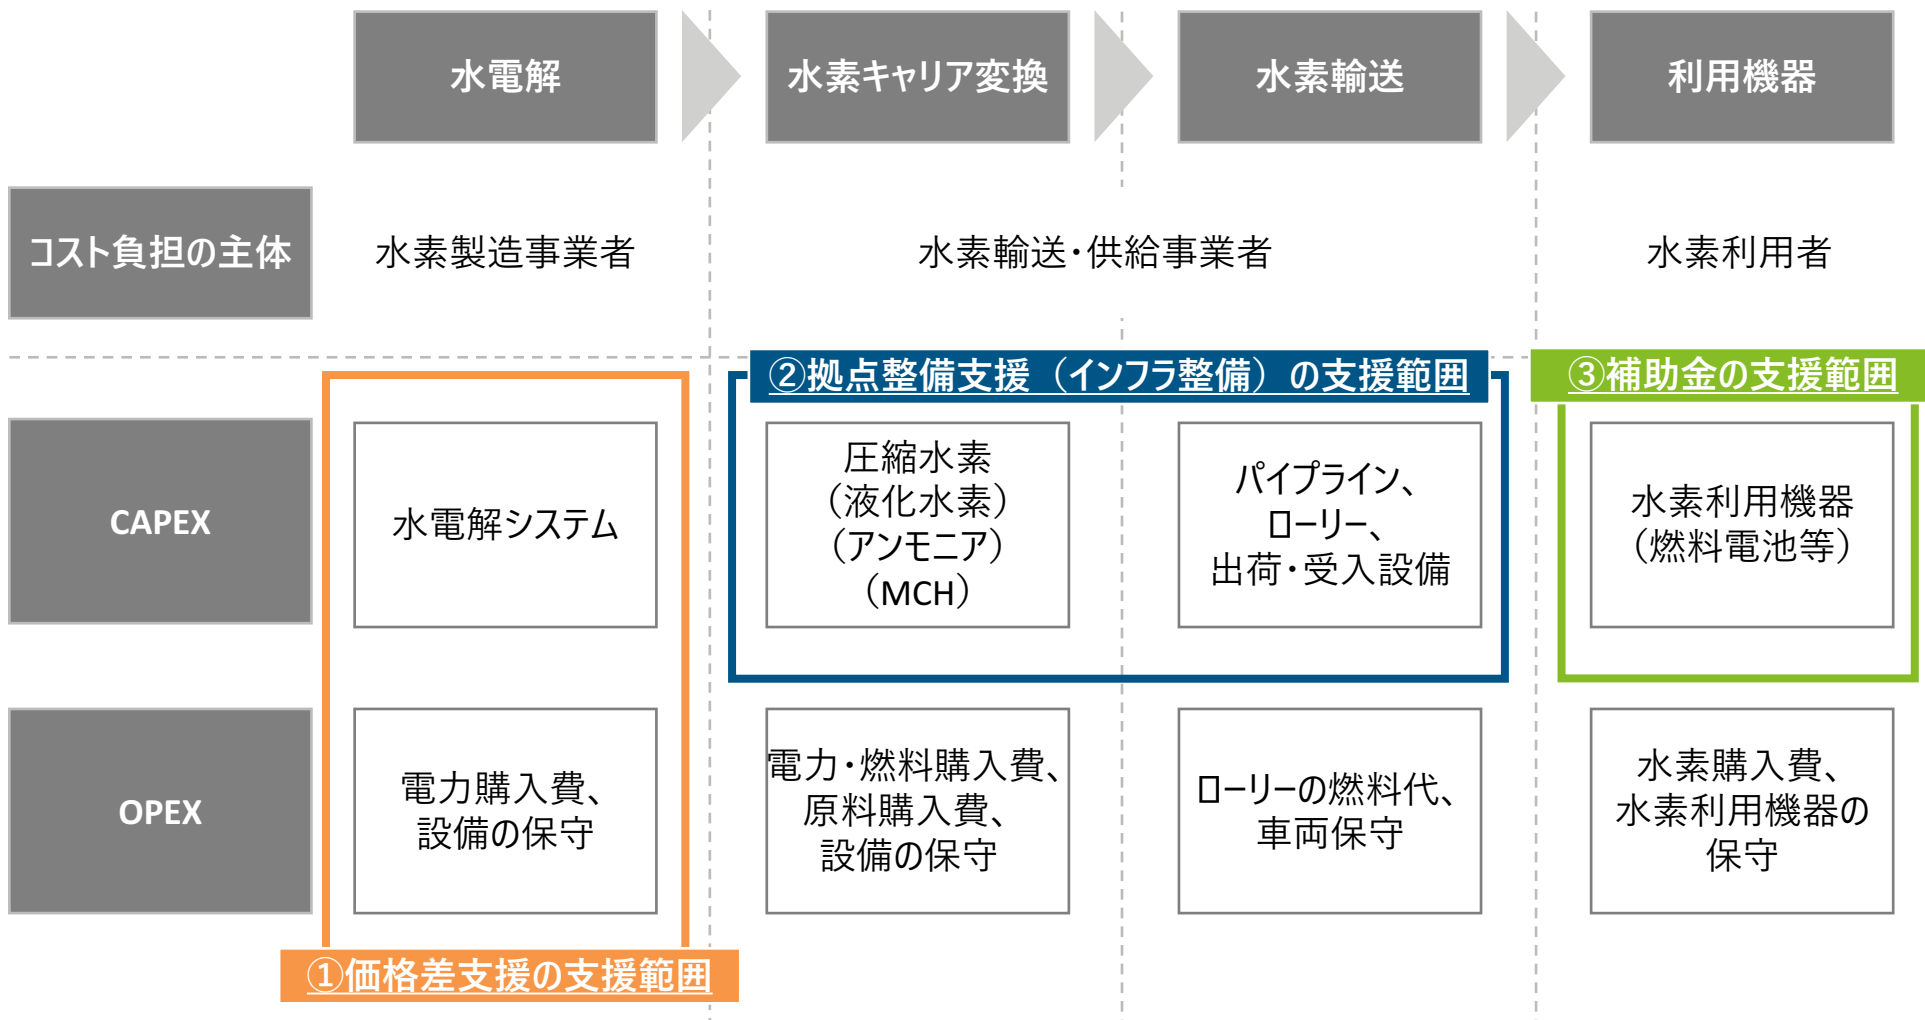 水電解
水素キャリア変換
水素輸送
利用機器
コスト負担の主体
水素製造事業者
水素輸送・供給事業者
水素利用者
②拠点整備支援（インフラ整備）の支援範囲
③補助金の支援範囲
CAPEX
水電解システム
圧縮水素
（液化水素）
（アンモニア）
（MCH）
パイプライン、
ローリー、
出荷・受入設備
水素利用機器
（燃料電池等）
OPEX
電力購入費、
設備の保守
電力・燃料購入費、
原料購入費、
設備の保守
ローリーの燃料代、
車両保守
水素購入費、
水素利用機器の
保守
①価格差支援の支援範囲